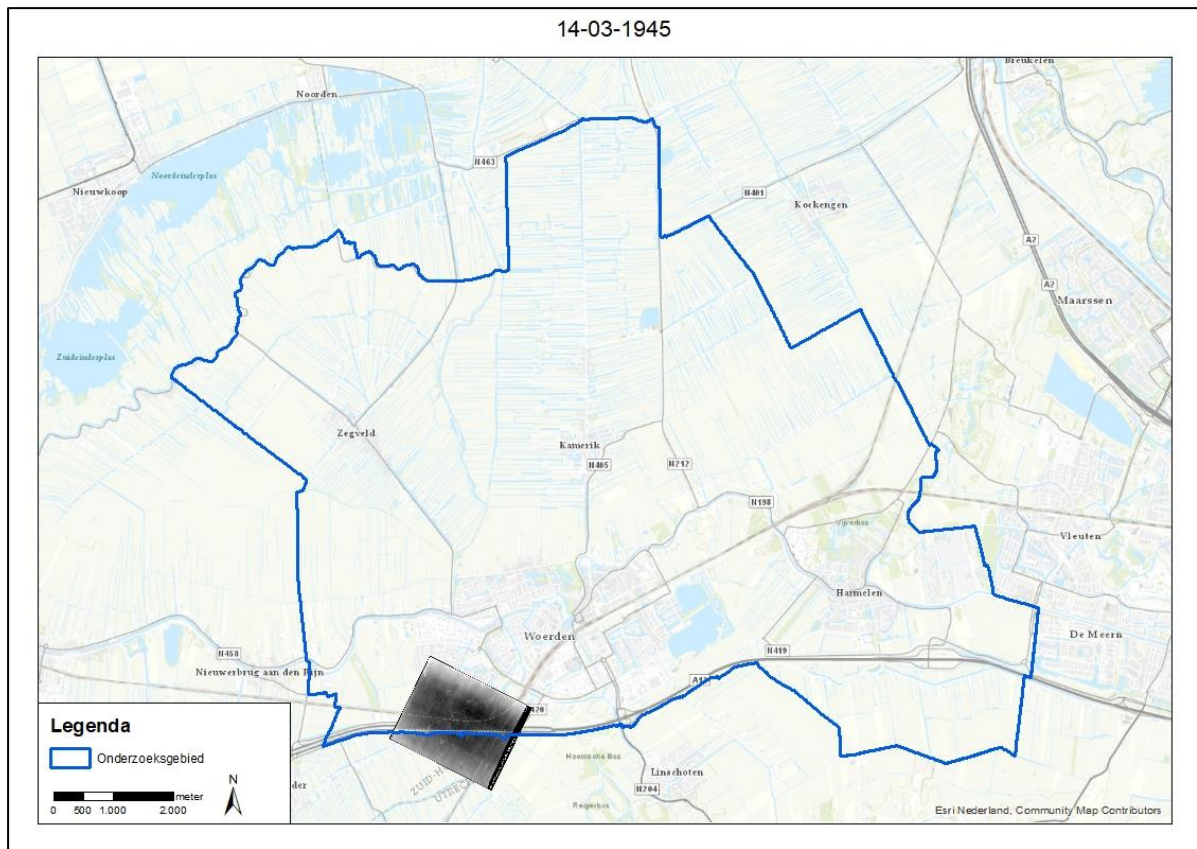 14-03-1945
Breukelen
Noorden
Noordeinderplas
N463
Nieuwkoop
N401
Kockengen
A2
A2
Maarssen
Zuideinderplas
Zegveld
Kamerik
N405
N212
N198
Vijverbos
Vleuten
Harmelen
Woerden
De Meern
N458
Nieuwerbrug aan den Rijn
N419
A12
420
Linschoten
N204
Reigerbos
UTRECHT
Legenda
Onderzoeksgebied
N
meter
0 500 1.000 2.000
Esri Nederland, Community Map Contributors